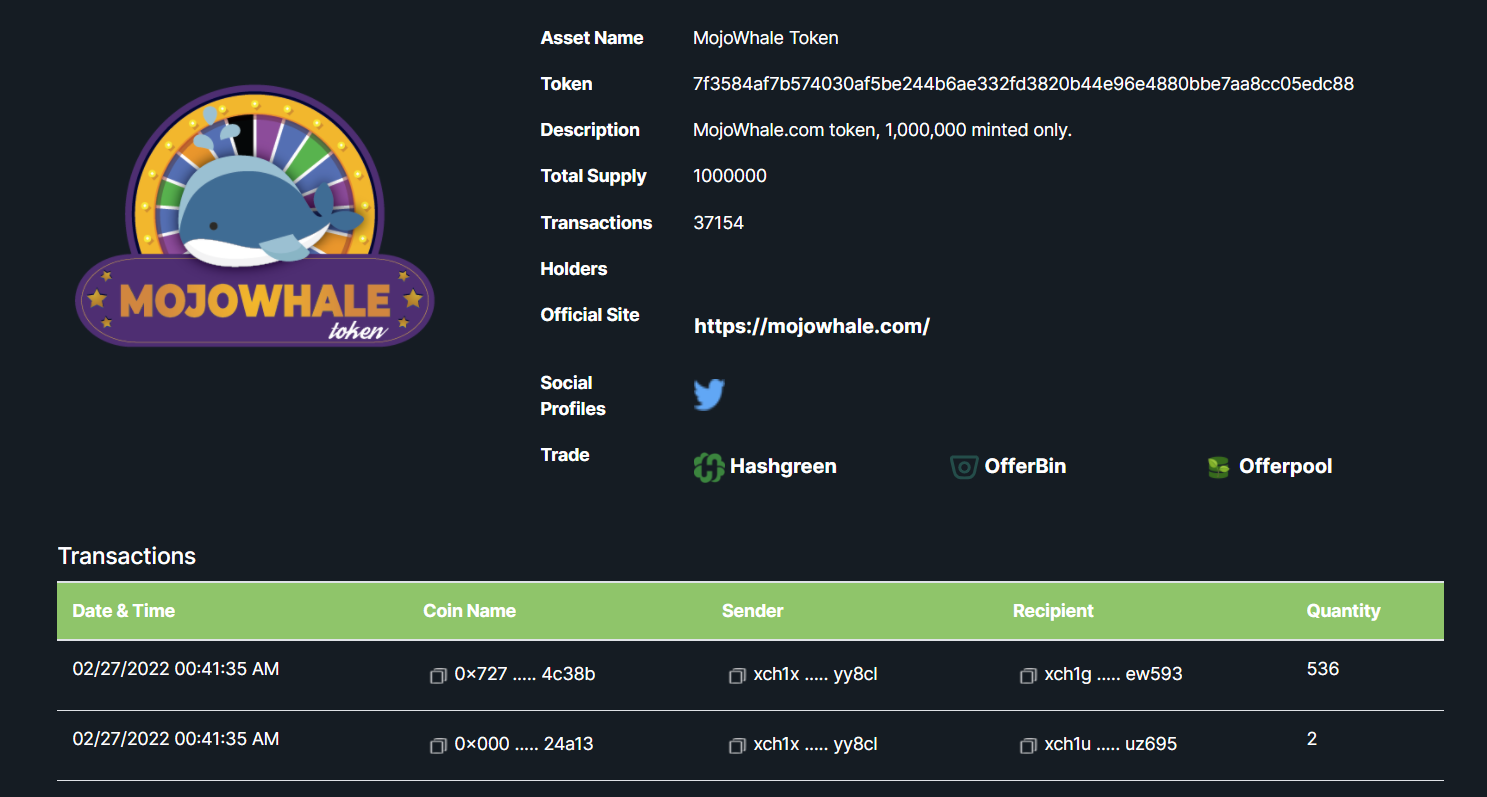 MOJOWHALE
token
Asset Name MojoWhale Token
Token 7f3584af7b574030af5be244b6ae332fd3820b44e96e4880bbe7aa8cc05edc88
Description MojoWhale.com token, 1,000,000 minted only.
Total Supply 1000000
Transactions 37154
Holders
Official Site https://mojowhale.com/
Social
Profiles
Trade Hashgreen OfferBin Offerpool
Transactions
Date & Time Coin Name Sender Recipient Quantity
02/27/2022 00:41:35 AM 0×727 ..... 4c38b xch1x ..... yy8cl xch1g ..... ew593 536
02/27/2022 00:41:35 AM 0×000 ..... 24a13 xch1x ..... yy8cl xch1u ..... uz695 2